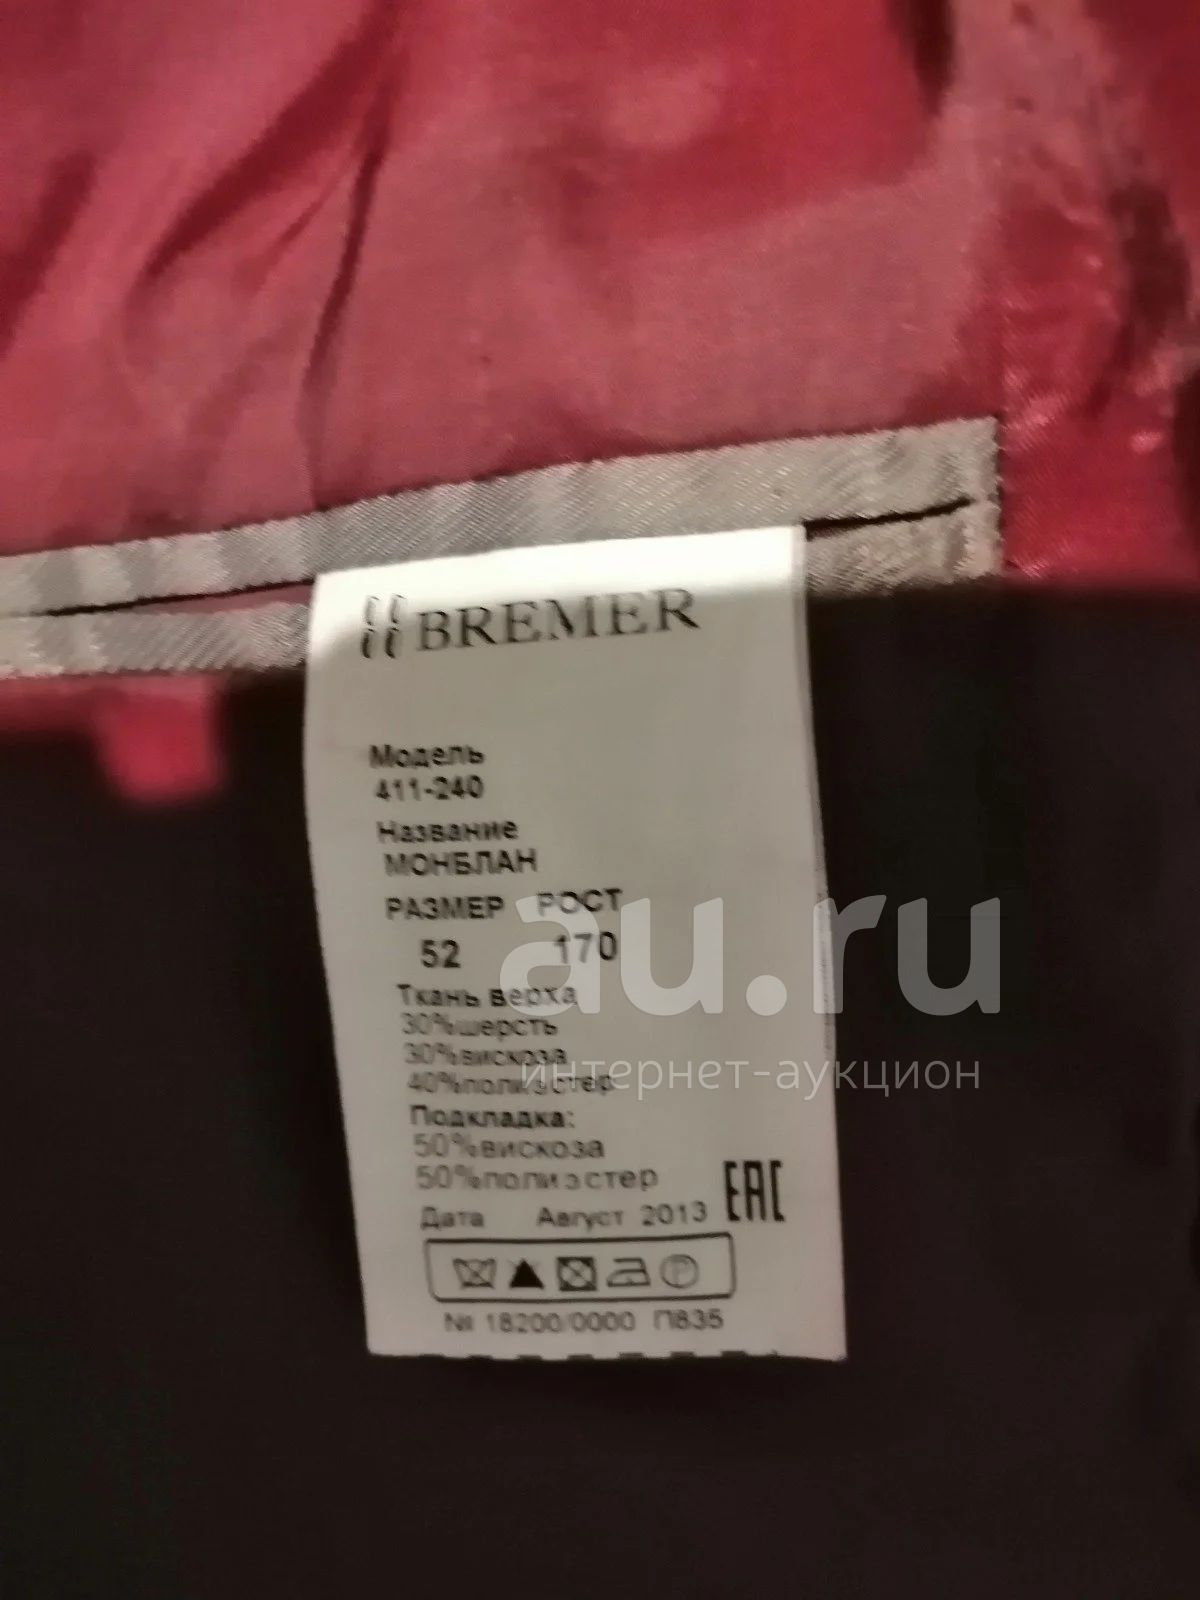 BREMER
Модель
411-240
Название
МОНБЛАН
РАЗМЕР РОСТ
52 170
Ткань верха
30%шерсть
30%вискоза
40%полиэстер
Подкладка:
50%вискоза
50%полиэстер
Дата Август 2013 EAC
P
№ 18200/0000 П835
au.ru
интернет-аукцион